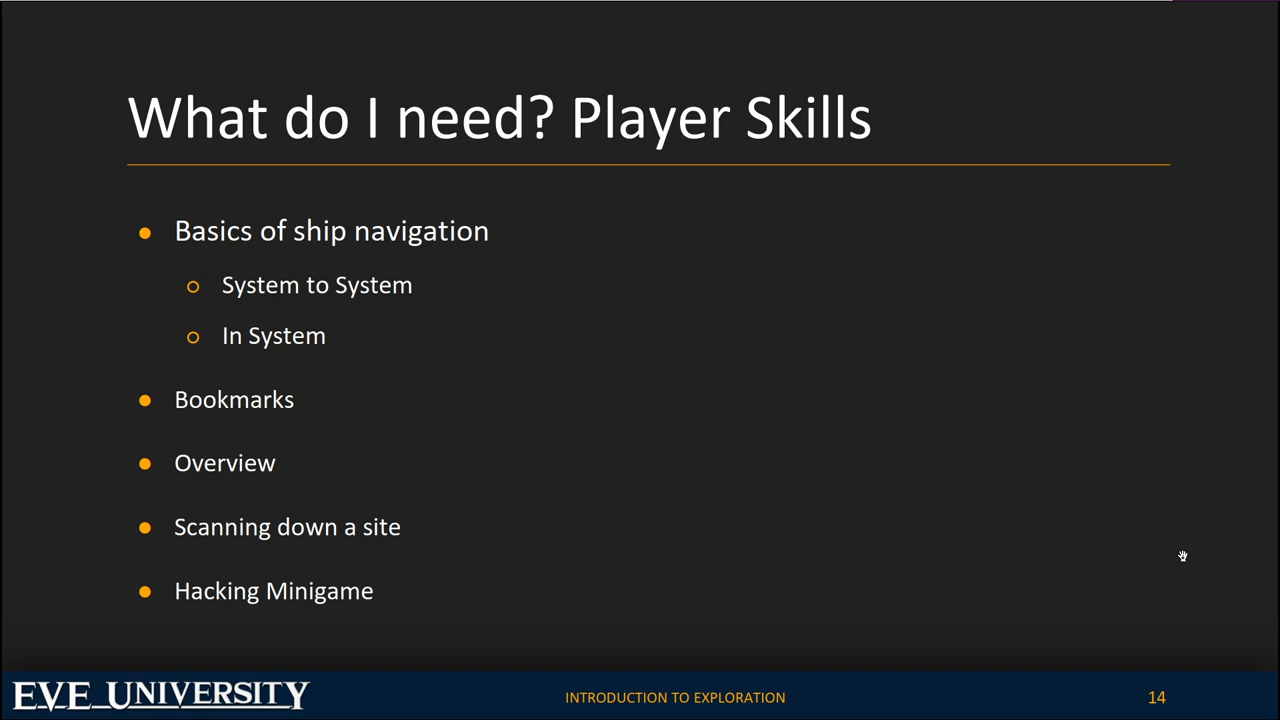 What do I need? Player Skills
Basics of ship navigation
System to System
In System
Bookmarks
Overview
Scanning down a site
Hacking Minigame
EVE UNIVERSITY
INTRODUCTION TO EXPLORATION
14